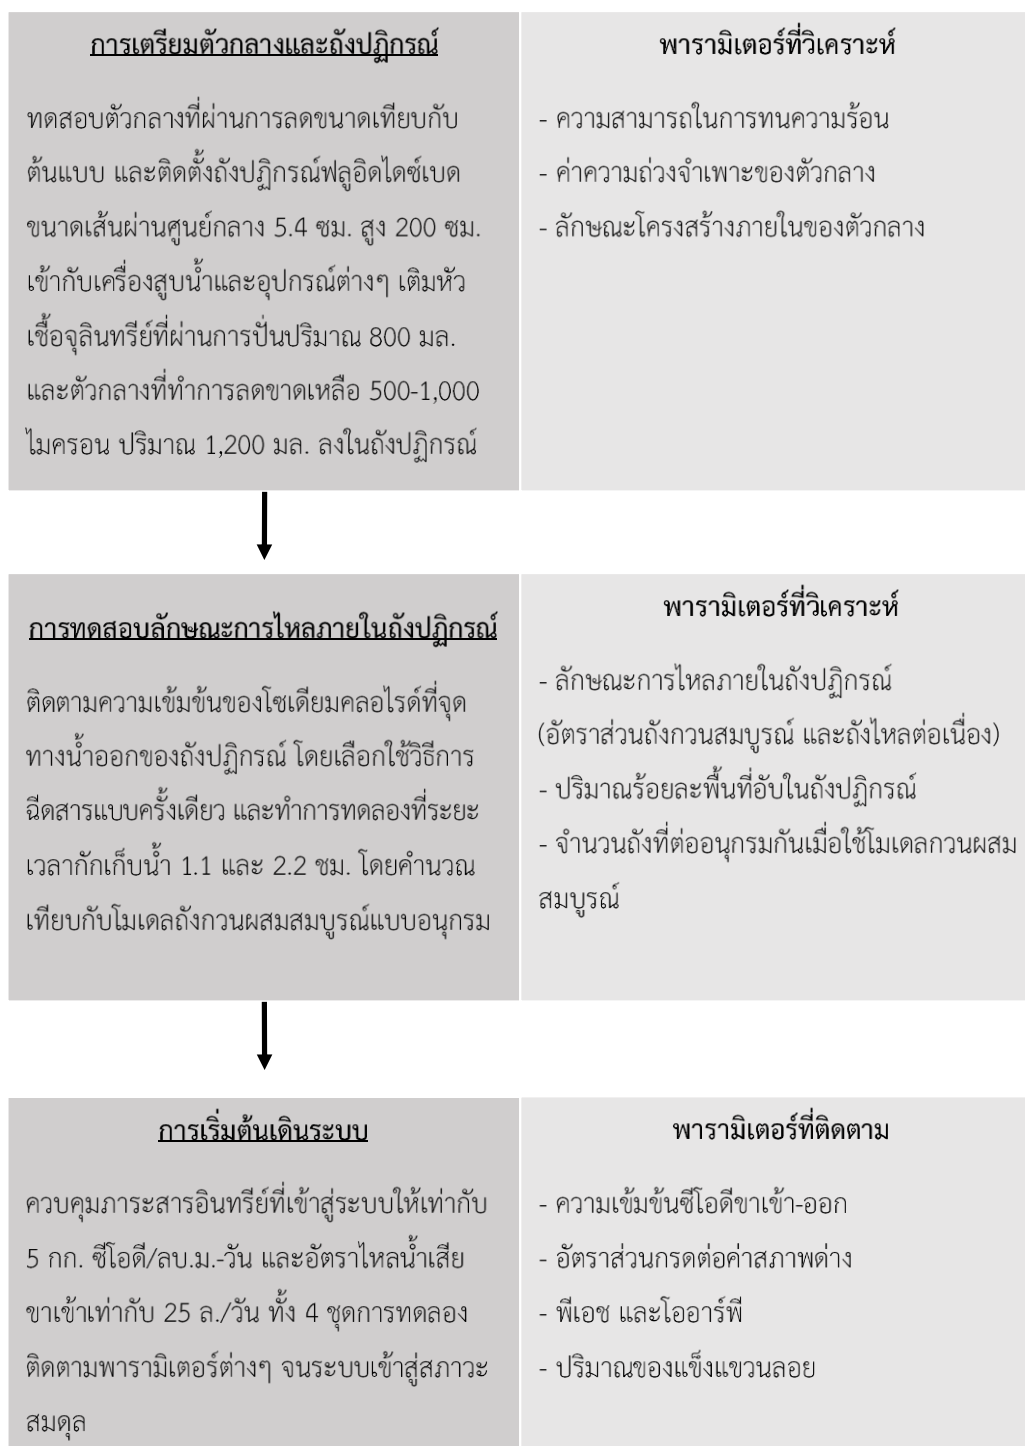 การเตรียมตัวกลางและถังปฏิกรณ์
ทดสอบตัวกลางที่ผ่านการลดขนาดเทียบกับ
ต้นแบบ และติดตั้งถังปฏิกรณ์ฟลูอิดไดซ์เบด
ขนาดเส้นผ่านศูนย์กลาง 5.4 ซม. สูง 200 ซม.
เข้ากับเครื่องสูบน้ำและอุปกรณ์ต่างๆ เติมหัว
เชื้อจุลินทรีย์ที่ผ่านการปั่นปริมาณ 800 มล.
และตัวกลางที่ทำการลดขาดเหลือ 500-1,000
ไมครอน ปริมาณ 1,200 มล. ลงในถังปฏิกรณ์
พารามิเตอร์ที่วิเคราะห์
- ความสามารถในการทนความร้อน
- ค่าความถ่วงจำเพาะของตัวกลาง
- ลักษณะโครงสร้างภายในของตัวกลาง
การทดสอบลักษณะการไหลภายในถังปฏิกรณ์
ติดตามความเข้มข้นของโซเดียมคลอไรด์ที่จุด
ทางน้ำออกของถังปฏิกรณ์ โดยเลือกใช้วิธีการ
ฉีดสารแบบครั้งเดียว และทำการทดลองที่ระยะ
เวลากักเก็บน้ำ 1.1 และ 2.2 ชม. โดยคำนวณ
เทียบกับโมเดลถังกวนผสมสมบูรณ์แบบอนุกรม
พารามิเตอร์ที่วิเคราะห์
- ลักษณะการไหลภายในถังปฏิกรณ์
(อัตราส่วนถังกวนสมบูรณ์ และถังไหลต่อเนื่อง)
- ปริมาณร้อยละพื้นที่อับในถังปฏิกรณ์
- จำนวนถังที่ต่ออนุกรมกันเมื่อใช้โมเดลกวนผสม
สมบูรณ์
การเริ่มต้นเดินระบบ
ควบคุมภาระสารอินทรีย์ที่เข้าสู่ระบบให้เท่ากับ
5 กก. ซีโอดี/ลบ.ม.-วัน และอัตราไหลน้ำเสีย
ขาเข้าเท่ากับ 25 ล./วัน ทั้ง 4 ชุดการทดลอง
ติดตามพารามิเตอร์ต่างๆ จนระบบเข้าสู่สภาวะ
สมดุล
พารามิเตอร์ที่ติดตาม
- ความเข้มข้นซีโอดีขาเข้า-ออก
- อัตราส่วนกรดต่อค่าสภาพด่าง
- พีเอช และโออาร์พี
- ปริมาณของแข็งแขวนลอย